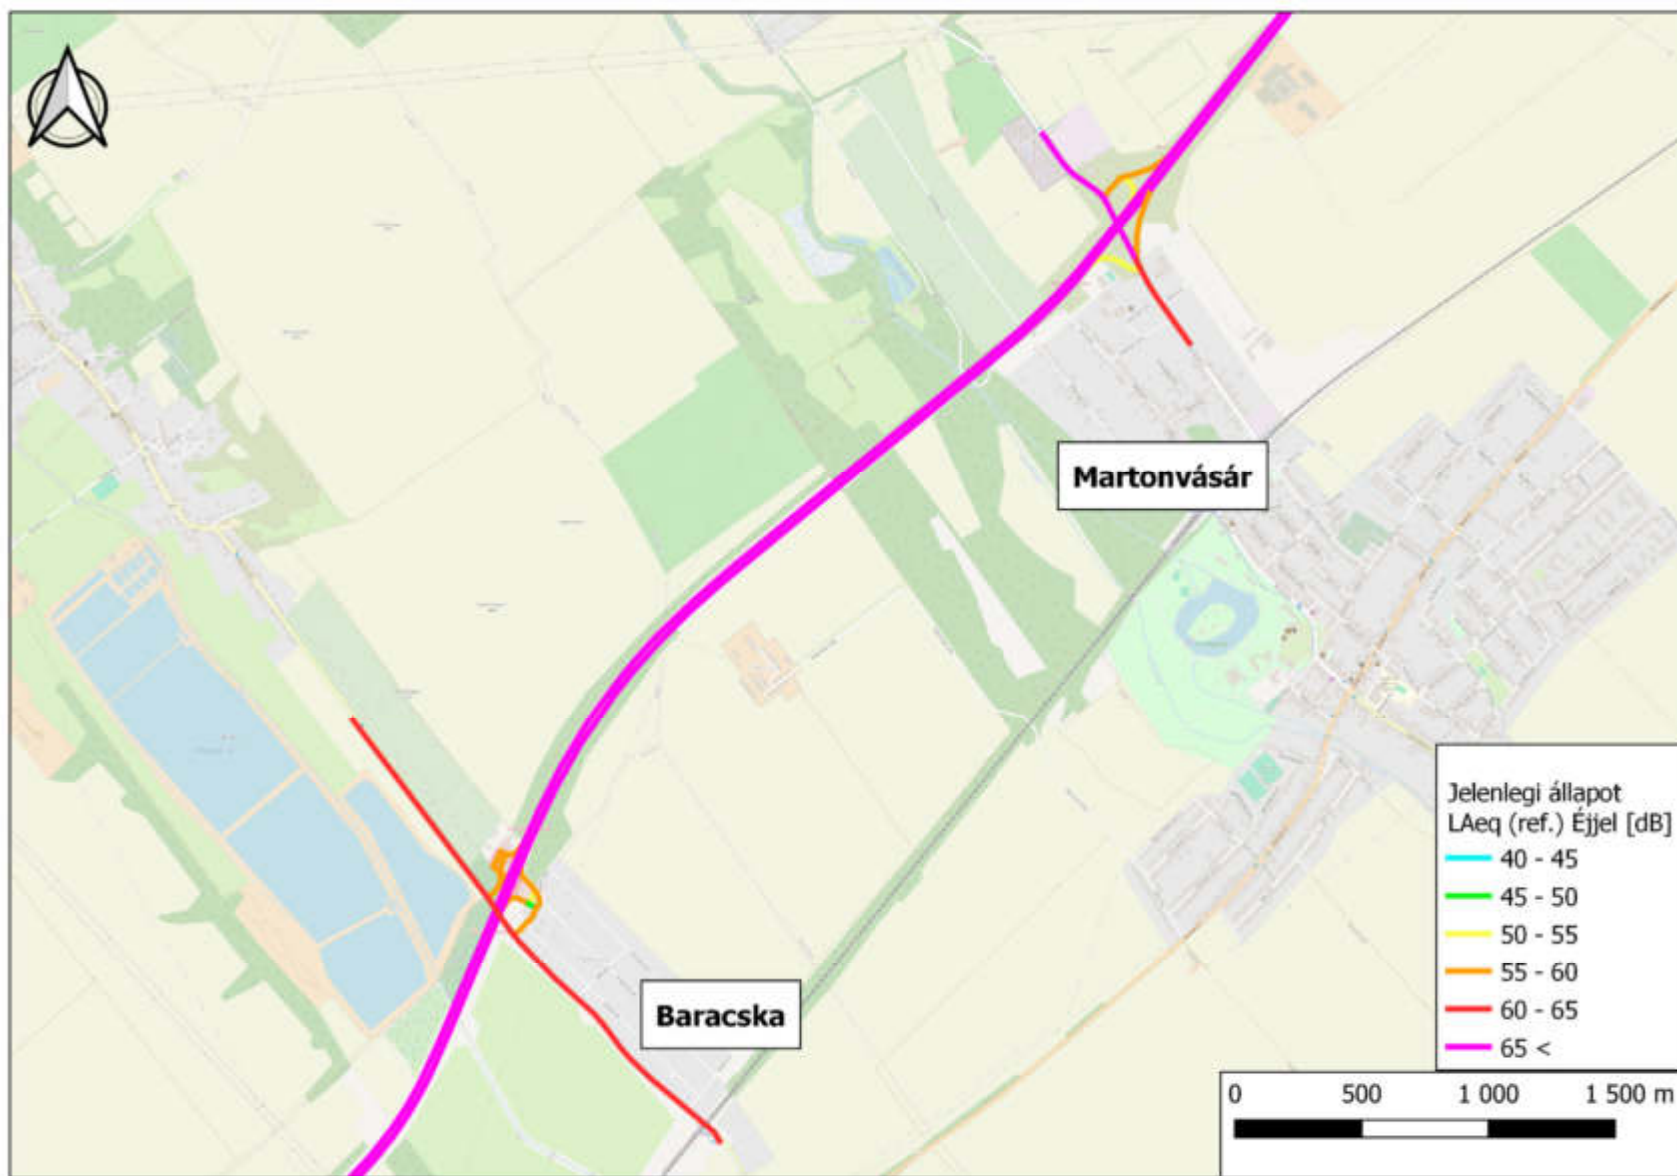 Martonvásár
Baracska
Jelenlegi állapot
LAeq (ref.) Éjjel [dB]
40 - 45
45 - 50
50 - 55
55 - 60
60 - 65
65 <
0 500 1 000 1 500 m